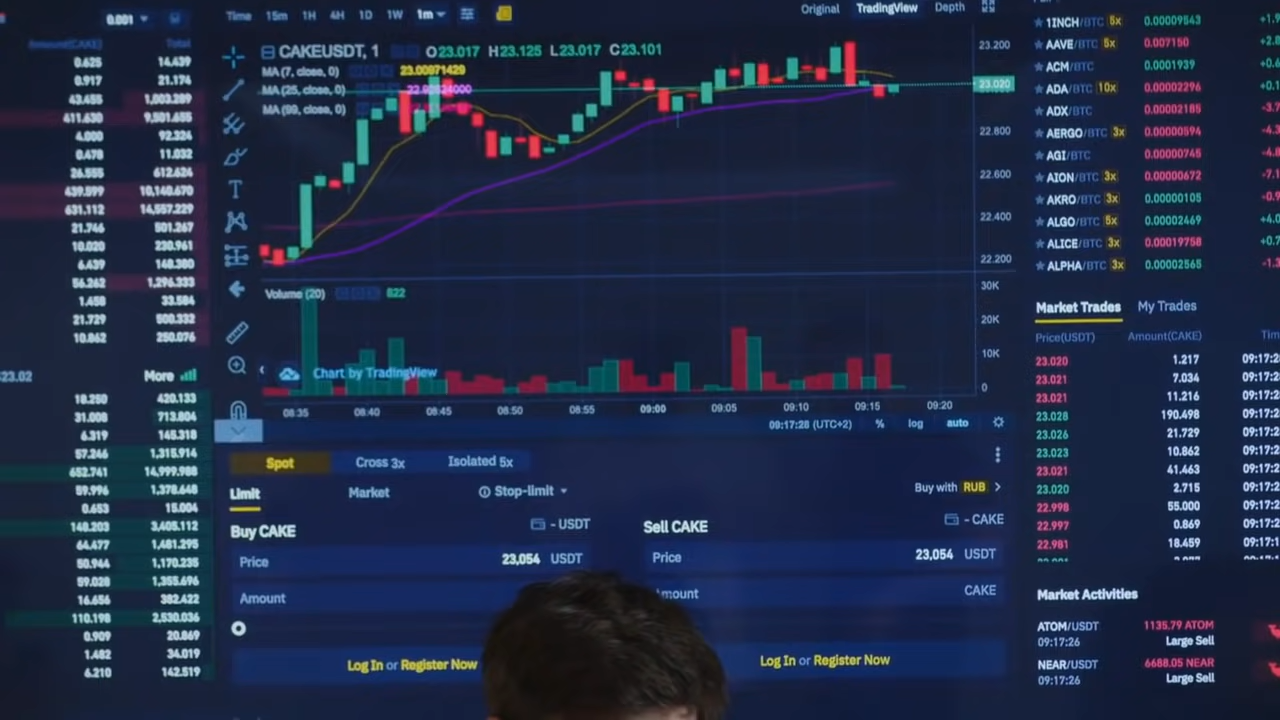 0.001
Amount(CAKE) Total
0.625 14.439
0.917 21.174
43.455 1,003.289
411.630 9,501.655
4.000 92.324
0.478 11.032
26.555 612.624
439.599 10,140.670
631.112 14,557.229
21.746 501.267
10.020 230.961
6.439 148.380
56.262 1,296.333
1.458 33.584
21.729 500.332
10.862 250.076
$23.02 More
18.250 420.133
31.008 713.804
6.319 145.318
57.246 1,315.914
652.741 14,999.988
59.996 1,378.648
0.653 15.004
148.203 3,405.112
64.477 1,481.295
50.944 1,170.235
59.028 1,355.696
16.656 382.422
110.198 2,530.036
0.909 20.869
1.482 34.019
6.210 142.519
Time 15m 1H 4H 1D 1W 1m Original TradingView Depth
CAKEUSDT, 1 O23.017 H23.125 L23.017 C23.101
MA (7, close, 0) 23.00971429
MA (25, close, 0)
MA (99, close, 0)
23.200
23.020
22.800
22.600
22.400
22.200
Volume (20) 822
30K
20K
10K
0
Chart by TradingView
08:35 08:40 08:45 08:50 08:55 09:00 09:05 09:10 09:15 09:20
09:17:28 (UTC+2) % log auto
Spot Cross 3x Isolated 5x
Limit Market Stop-limit Buy with RUB
Buy CAKE - USDT
Price 23,054 USDT
Amount
Log In or Register Now
Sell CAKE - CAKE
Price 23,054 USDT
Amount CAKE
Log In or Register Now
1INCH/BTC 5x 0.00009543
AAVE/BTC 5x 0.007150
ACM/BTC 0.0001939
ADA/BTC 10x 0.00002296
ADX/BTC 0.00002185
AERGO/BTC 3x 0.00000594
AGI/BTC 0.00000745
AION/BTC 3x 0.00000672
AKRO/BTC 3x 0.00000105
ALGO/BTC 5x 0.00002469
ALICE/BTC 3x 0.00019758
ALPHA/BTC 3x 0.00002565
Market Trades My Trades
Price(USDT) Amount(CAKE) Tim
23.020 1.217 09:17:2
23.021 7.034 09:17:2
23.021 11.216 09:17:2
23.028 190.498 09:17:2
23.026 21.729 09:17:2
23.023 10.862 09:17:2
23.021 41.463 09:17:2
23.020 2.715 09:17:2
22.998 55.000 09:17:2
22.997 0.869 09:17:2
22.981 18.459 09:17:1
Market Activities
ATOM/USDT 1135.79 ATOM
09:17:26 Large Sell
NEAR/USDT 6688.05 NEAR
09:17:26 Large Sell